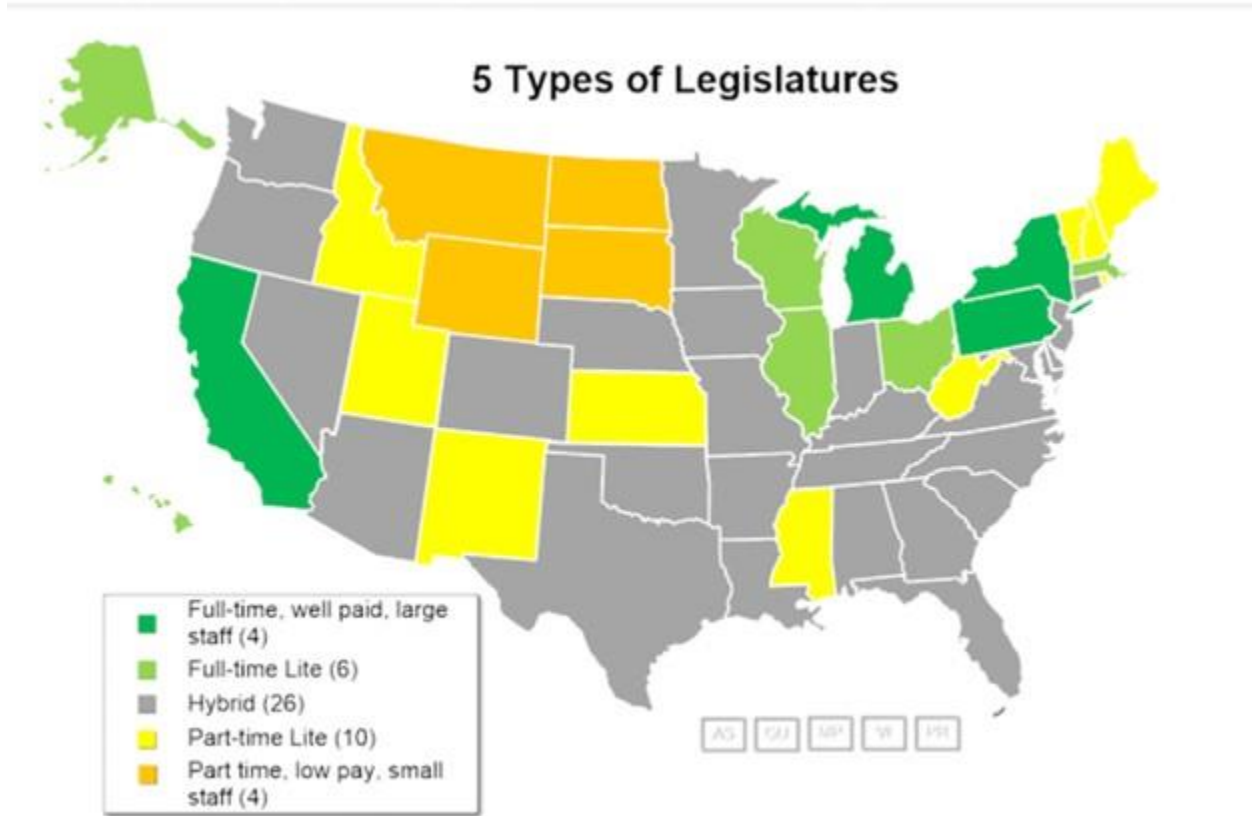 5 Types of Legislatures
Full-time, well paid, large
staff (4)
Full-time Lite (6)
Hybrid (26)
Part-time Lite (10)
Part time, low pay, small
staff (4)
AS GU MP VI PR